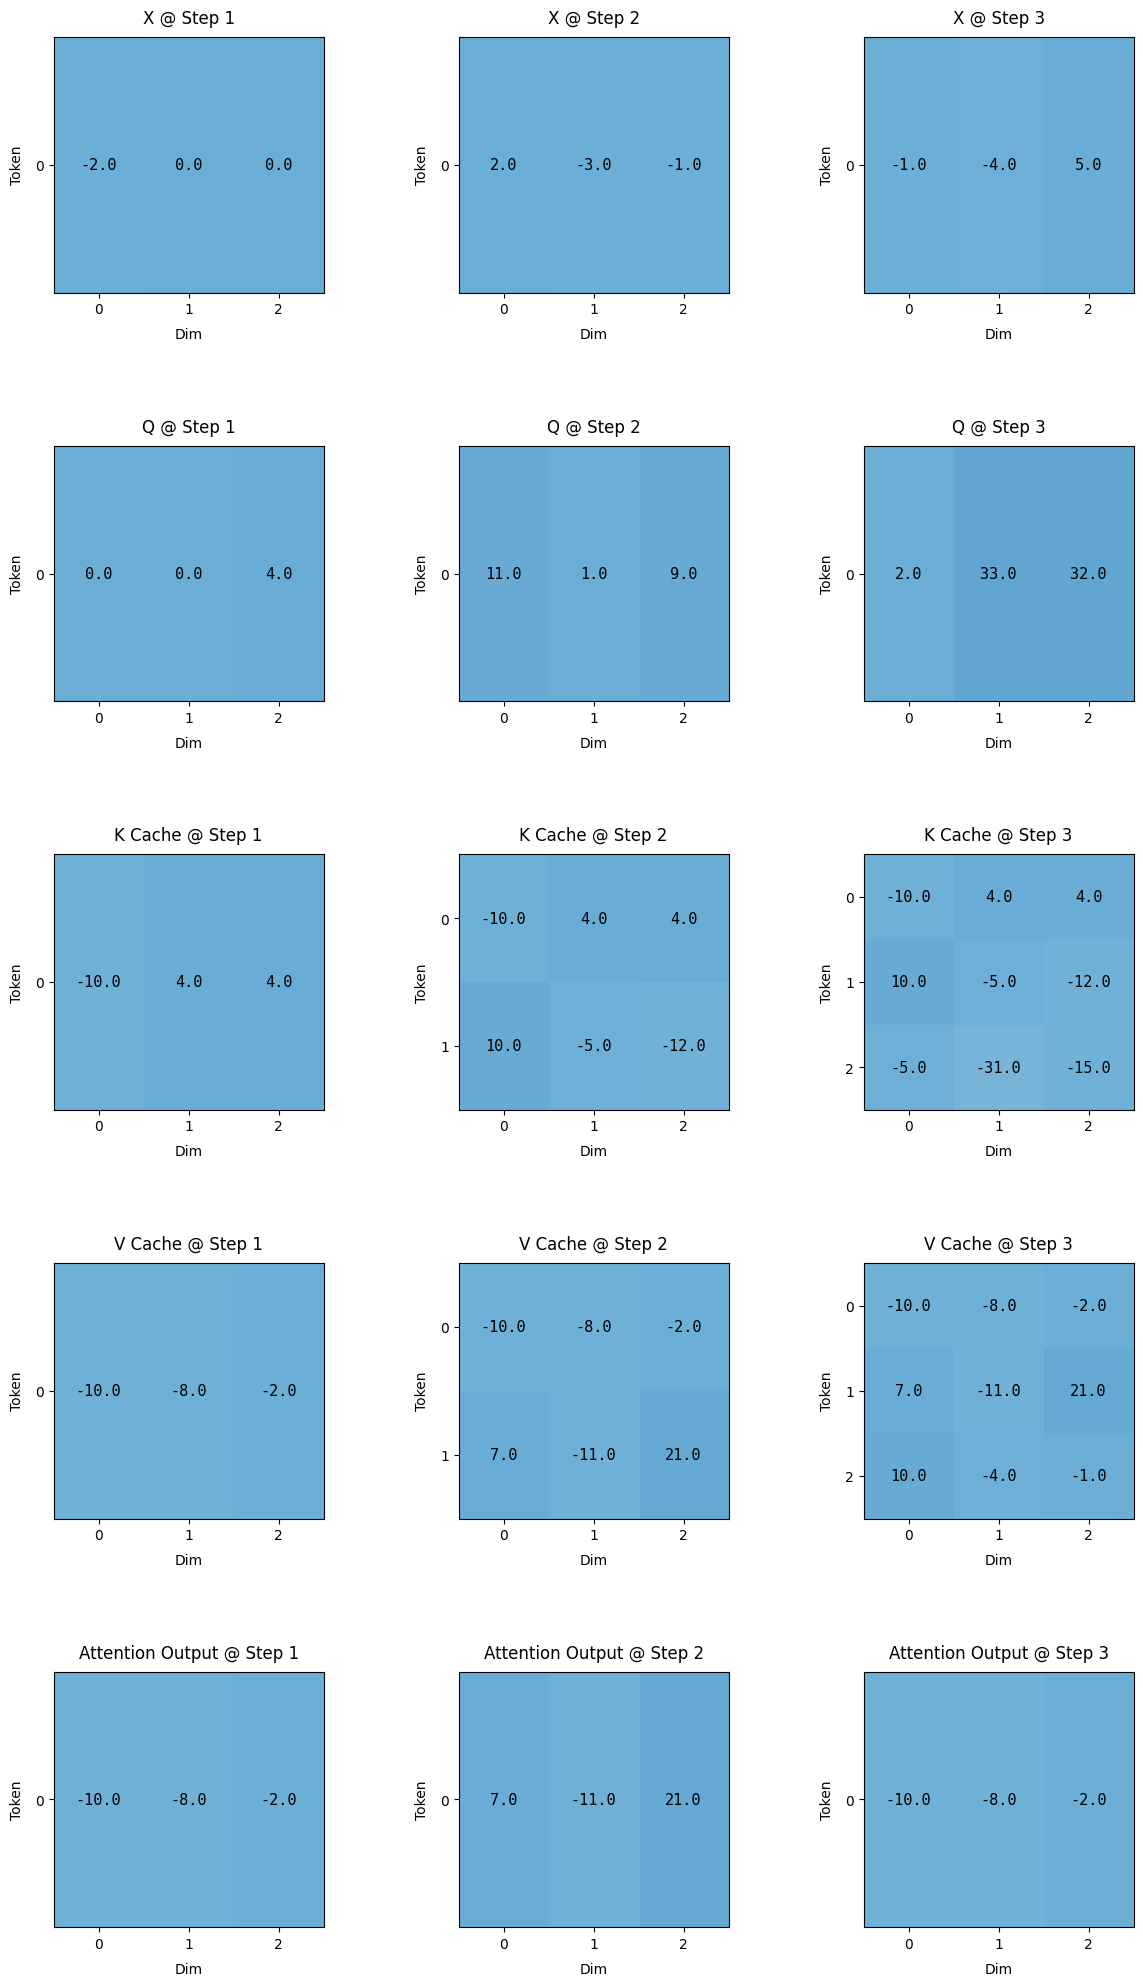 X @ Step 1 X @ Step 2 X @ Step 3
Token 0 -2.0 0.0 0.0 Token 0 2.0 -3.0 -1.0 Token 0 -1.0 -4.0 5.0
0 1 2 0 1 2 0 1 2
Dim Dim Dim
Q @ Step 1 Q @ Step 2 Q @ Step 3
Token 0 0.0 0.0 4.0 Token 0 11.0 1.0 9.0 Token 0 2.0 33.0 32.0
0 1 2 0 1 2 0 1 2
Dim Dim Dim
K Cache @ Step 1 K Cache @ Step 2 K Cache @ Step 3
0 -10.0 4.0 4.0
0 -10.0 4.0 4.0
Token 0 -10.0 4.0 4.0 Token Token 1 10.0 -5.0 -12.0
1 10.0 -5.0 -12.0
2 -5.0 -31.0 -15.0
0 1 2 0 1 2 0 1 2
Dim Dim Dim
V Cache @ Step 1 V Cache @ Step 2 V Cache @ Step 3
0 -10.0 -8.0 -2.0
0 -10.0 -8.0 -2.0
Token 0 -10.0 -8.0 -2.0 Token Token 1 7.0 -11.0 21.0
1 7.0 -11.0 21.0
2 10.0 -4.0 -1.0
0 1 2 0 1 2 0 1 2
Dim Dim Dim
Attention Output @ Step 1 Attention Output @ Step 2 Attention Output @ Step 3
Token 0 -10.0 -8.0 -2.0 Token 0 7.0 -11.0 21.0 Token 0 -10.0 -8.0 -2.0
0 1 2 0 1 2 0 1 2
Dim Dim Dim